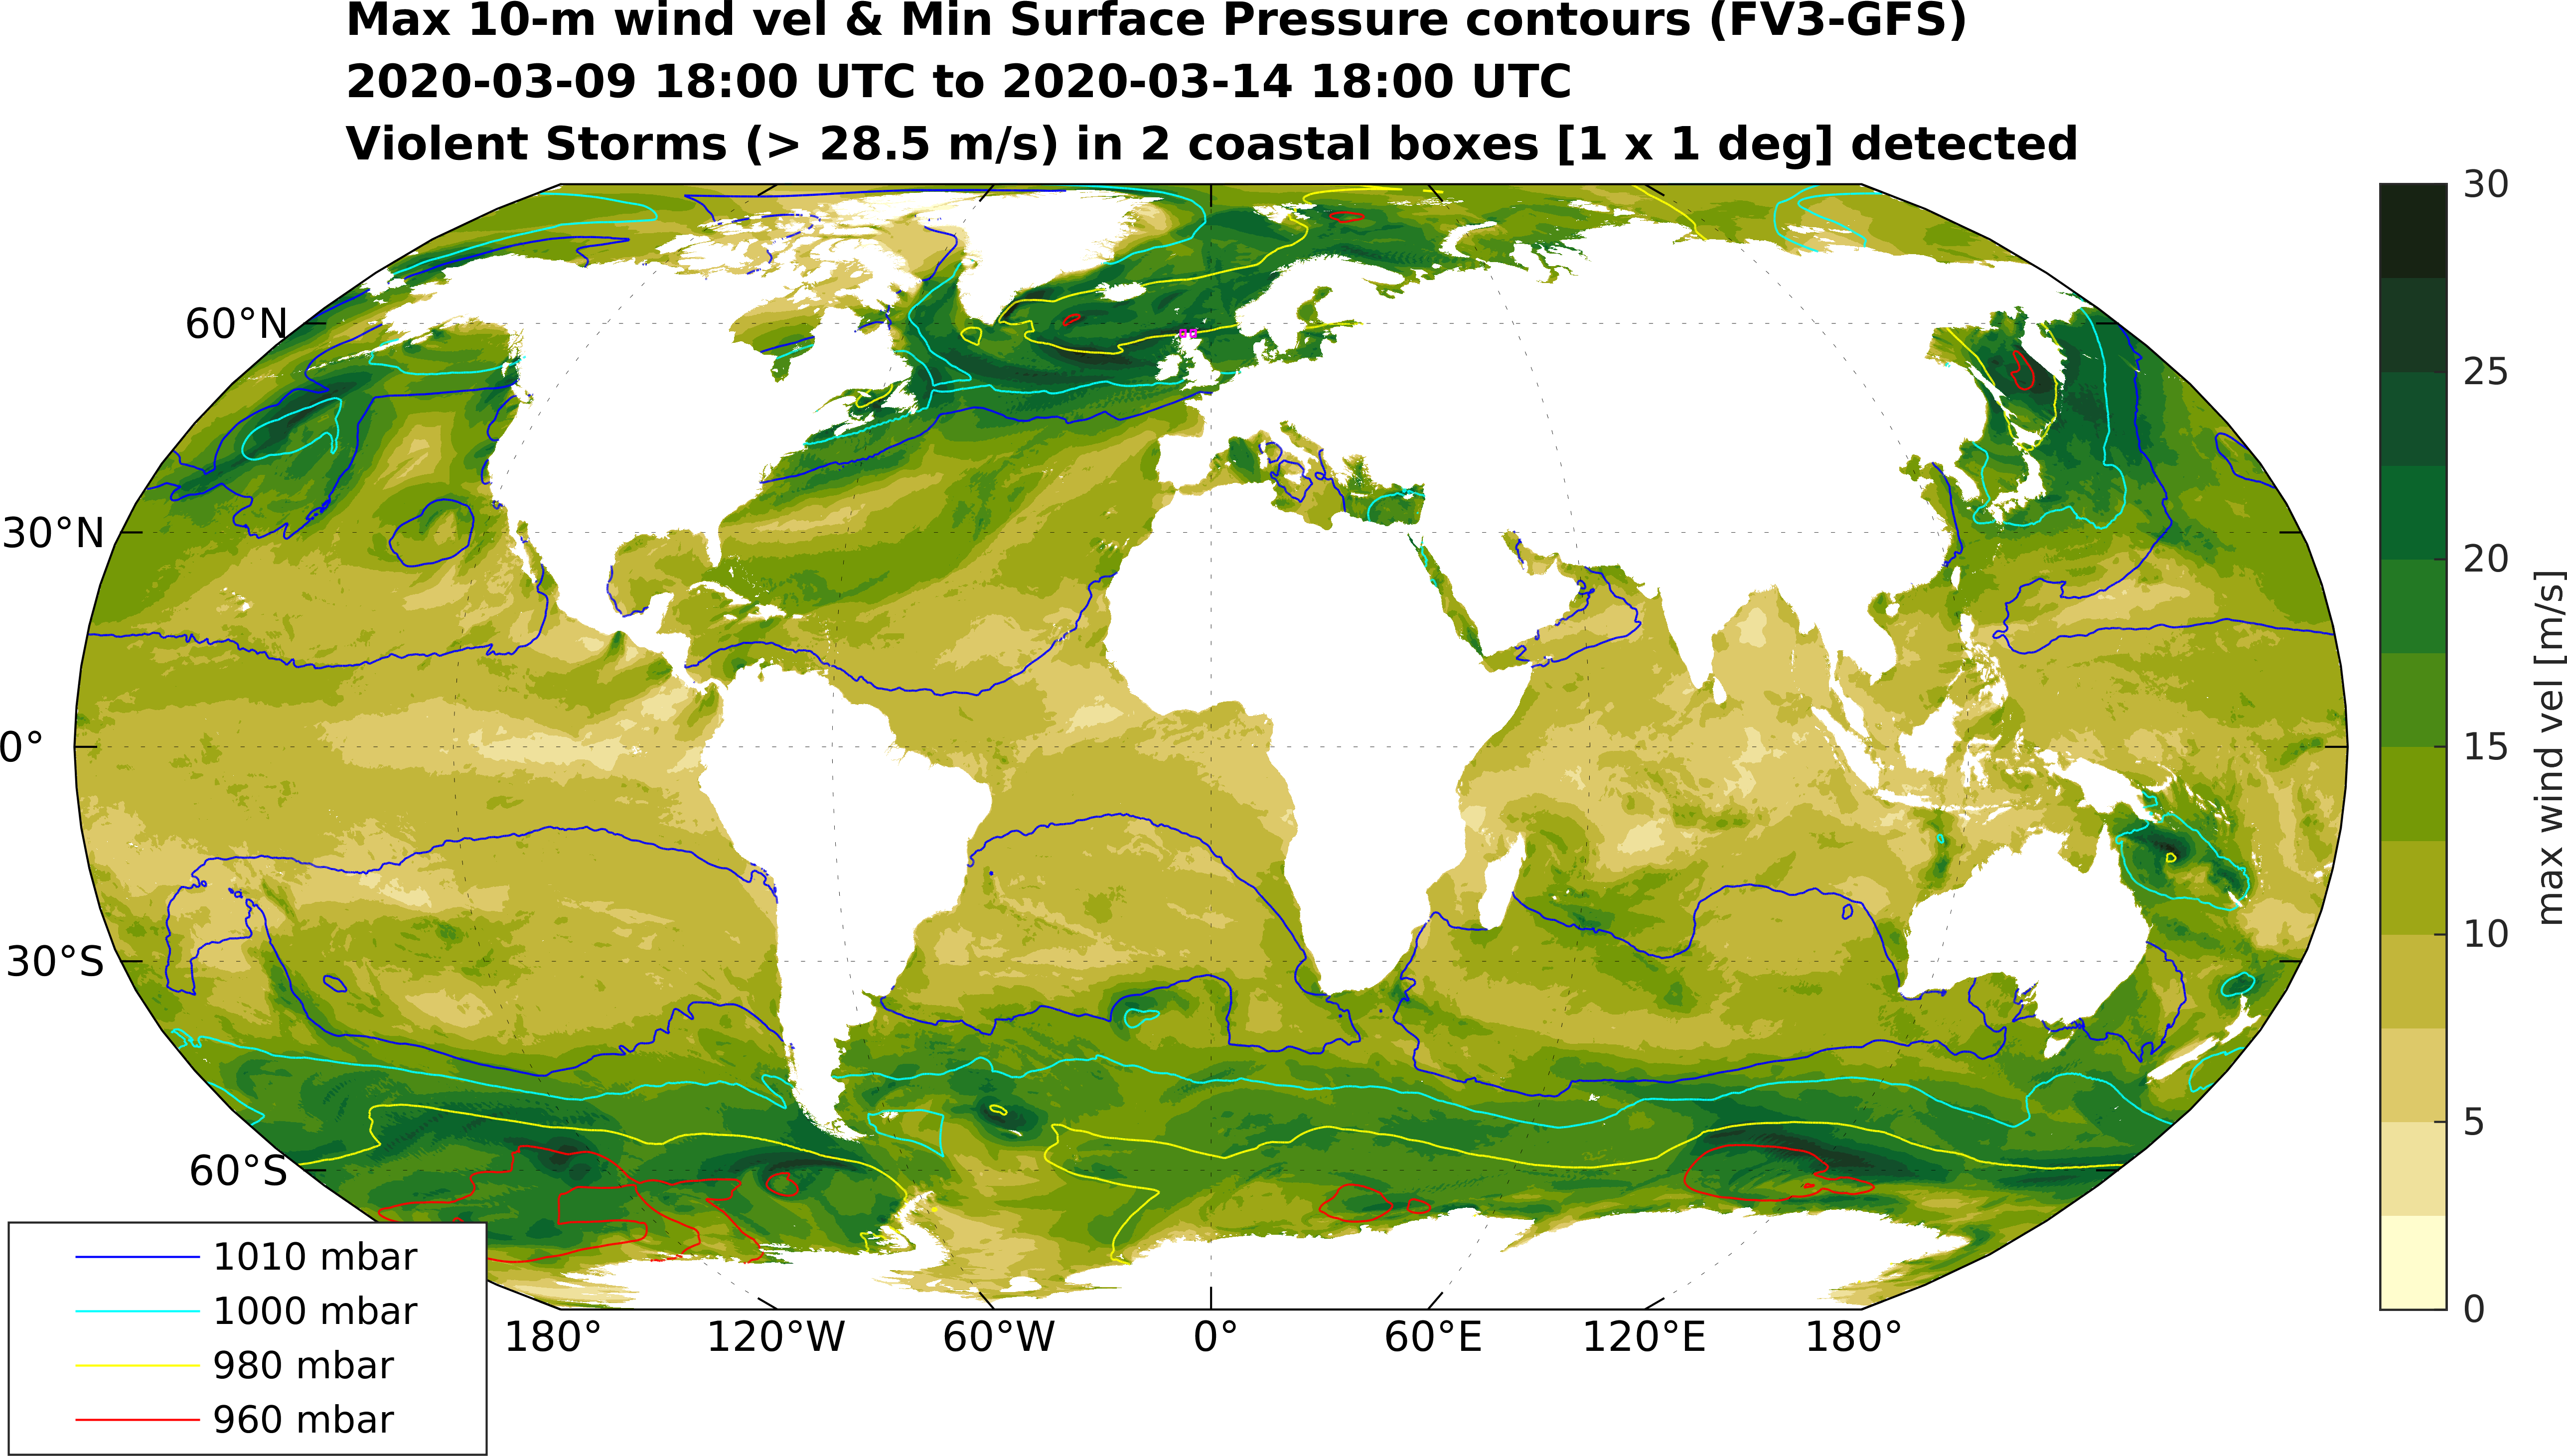 Max 10-m wind vel & Min Surface Pressure contours (FV3-GFS)
2020-03-09 18:00 UTC to 2020-03-14 18:00 UTC
Violent Storms (> 28.5 m/s) in 2 coastal boxes [1 x 1 deg] detected
60°N
30°N
0°
30°S
60°S
180°
120°W
60°W
0°
60°E
120°E
180°
1010 mbar
1000 mbar
980 mbar
960 mbar
30
25
20
15
10
5
0
max wind vel [m/s]